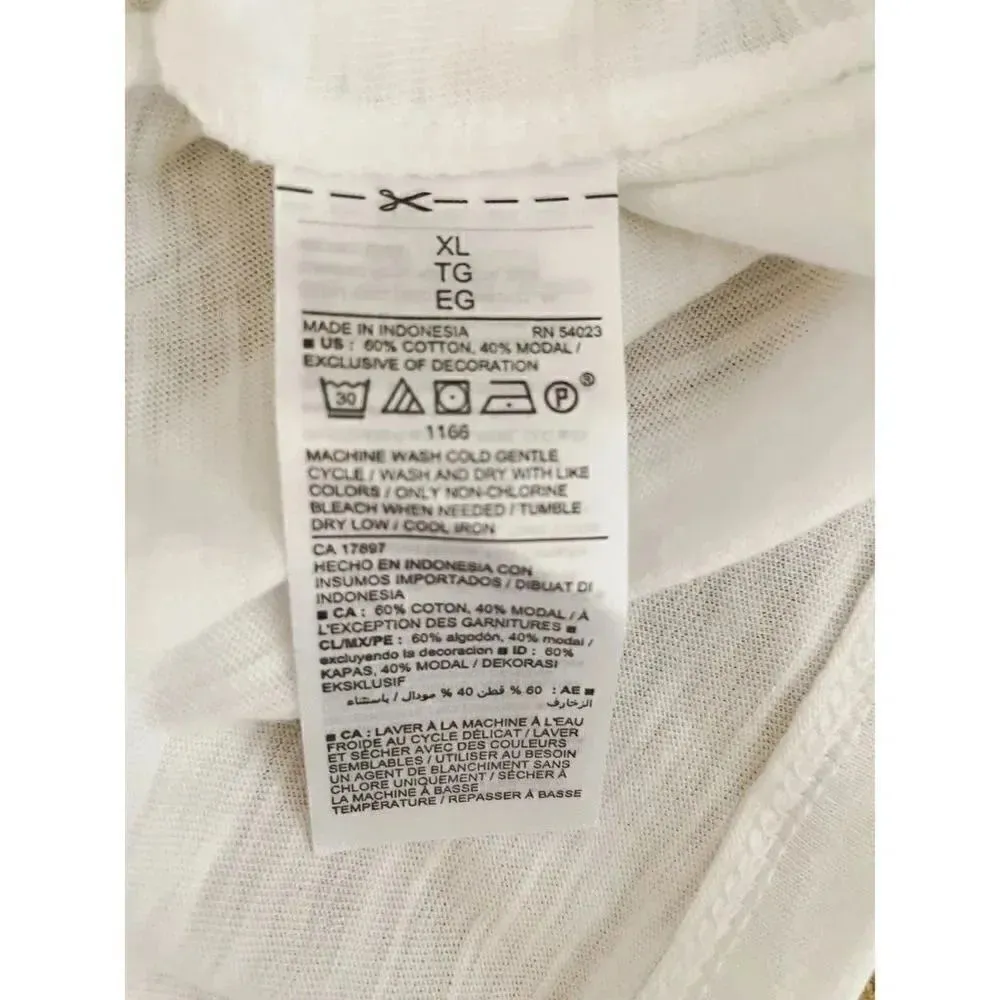 XL
TG
EG
MADE IN INDONESIA RN 54023
■ US : 60% COTTON, 40% MODAL /
EXCLUSIVE OF DECORATION
30 P
1166
MACHINE WASH COLD GENTLE
CYCLE / WASH AND DRY WITH LIKE
COLORS / ONLY NON-CHLORINE
BLEACH WHEN NEEDED / TUMBLE
DRY LOW / COOL IRON
CA 17897
HECHO EN INDONESIA CON
INSUMOS IMPORTADOS / DIBUAT DI
INDONESIA
■ CA : 60% COTON, 40% MODAL / À
L'EXCEPTION DES GARNITURES ■
CL/MX/PE : 60% algodón, 40% modal /
excluyendo la decoracion ■ ID : 60%
KAPAS, 40% MODAL / DEKORASI
EKSKLUSIF
■ AE : 60 % قطن 40 % مودال / باستثناء
الزخارف
■ CA : LAVER À LA MACHINE À L'EAU
FROIDE AU CYCLE DÉLICAT / LAVER
ET SÉCHER AVEC DES COULEURS
SEMBLABLES / UTILISER AU BESOIN
UN AGENT DE BLANCHIMENT SANS
CHLORE UNIQUEMENT / SÉCHER À
LA MACHINE À BASSE
TEMPÉRATURE / REPASSER À BASSE